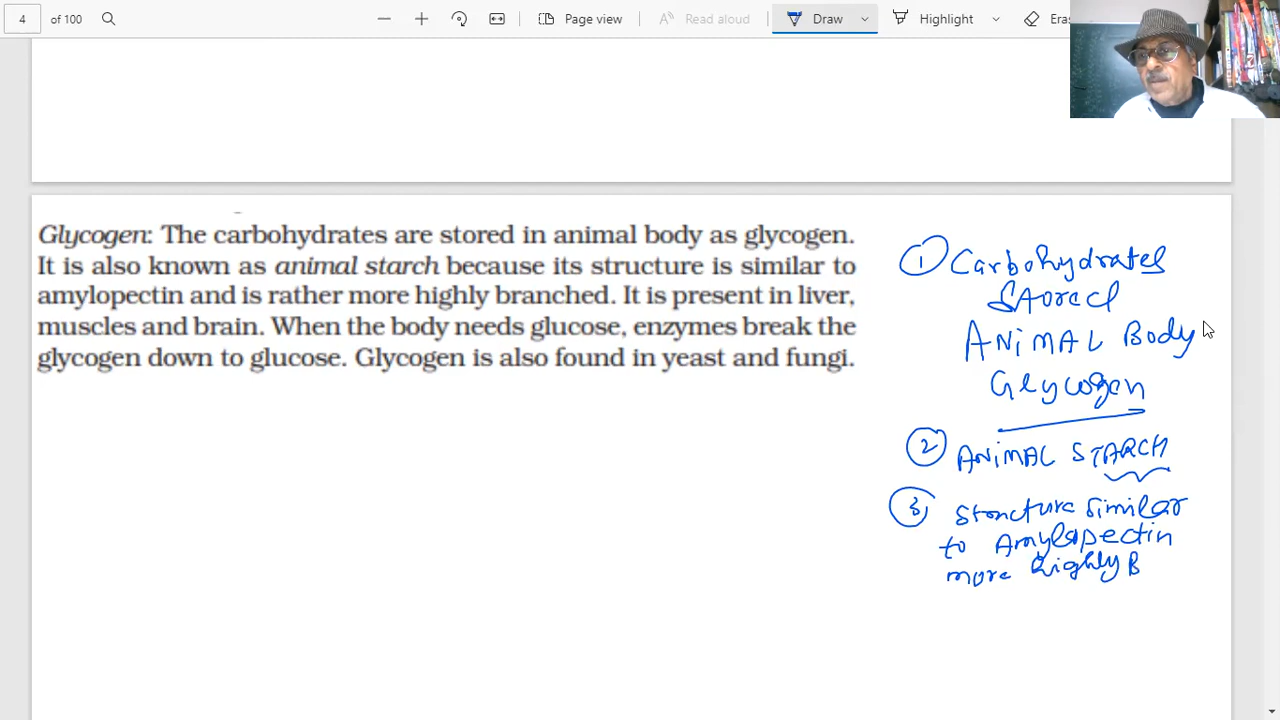 4 of 100 Page view Read aloud Draw Highlight Eras
Glycogen: The carbohydrates are stored in animal body as glycogen.
It is also known as animal starch because its structure is similar to
amylopectin and is rather more highly branched. It is present in liver,
muscles and brain. When the body needs glucose, enzymes break the
glycogen down to glucose. Glycogen is also found in yeast and fungi.
1 Carbohydrates
Stored
ANiMAL Body
Glycogen
2 ANiMAL STARCH
3 Structure Similar
to Amylopectin
more highly B